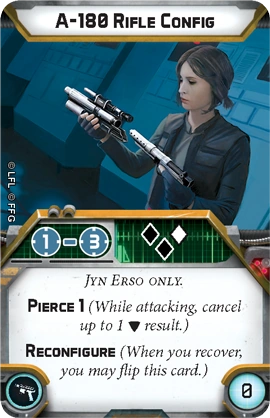 A-180 Rifle Config
© LFL © FFG
1 - 3
Jyn Erso only.
Pierce 1 (While attacking, cancel
up to 1 ▼ result.)
Reconfigure (When you recover,
you may flip this card.)
0